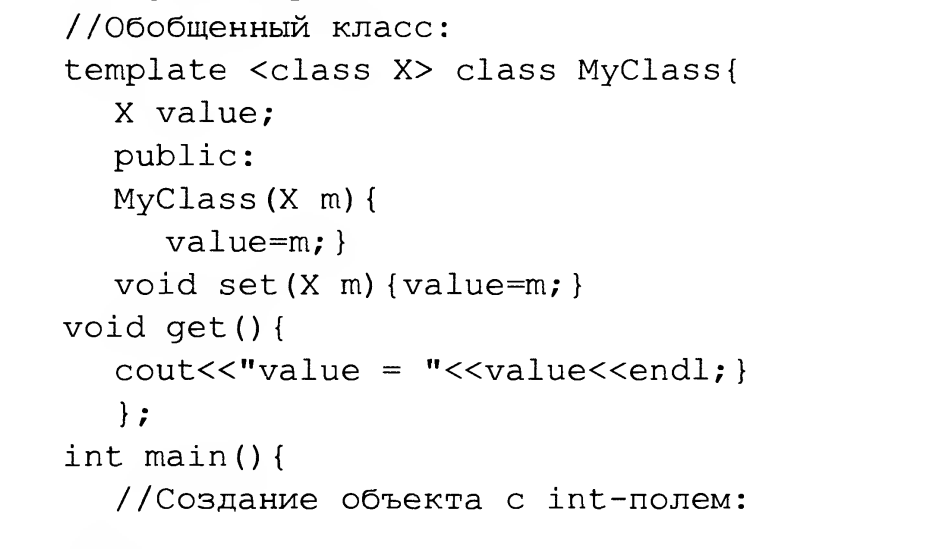 //Обобщенный класс:
template <class X> class MyClass{
X value;
public:
MyClass(X m){
value=m;}
void set(X m){value=m;}
void get(){
cout<<"value = "<<value<<endl;}
};
int main(){
//Создание объекта с int-полем: